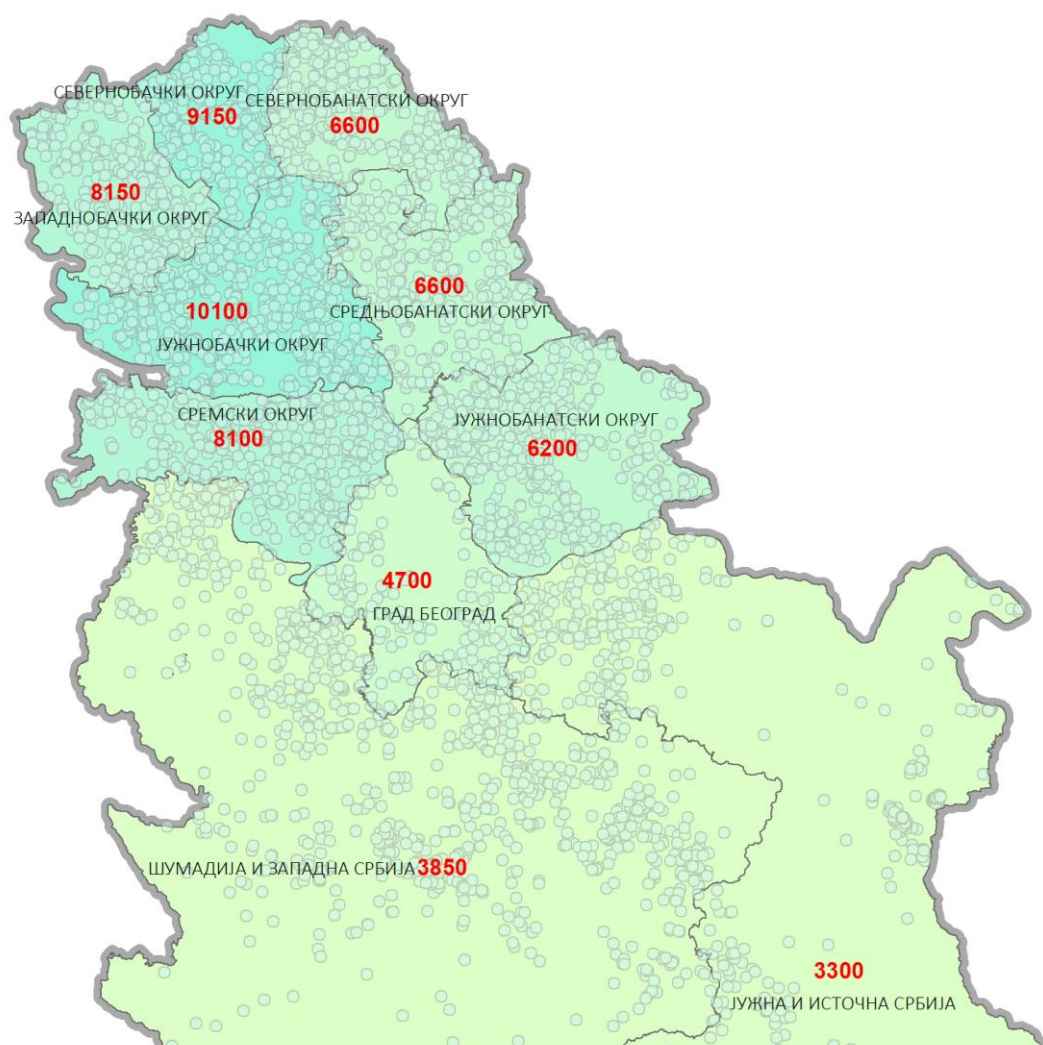 СЕВЕРНОБАЧКИ ОКРУГ
9150
СЕВЕРНОБАНАТСКИ ОКРУГ
6600
8150
ЗАПАДНОБАЧКИ ОКРУГ
6600
СРЕДЊОБАНАТСКИ ОКРУГ
10100
ЈУЖНОБАЧКИ ОКРУГ
СРЕМСКИ ОКРУГ
8100
ЈУЖНОБАНАТСКИ ОКРУГ
6200
4700
ГРАД БЕОГРАД
ШУМАДИЈА И ЗАПАДНА СРБИЈА 3850
3300
ЈУЖНА И ИСТОЧНА СРБИЈА